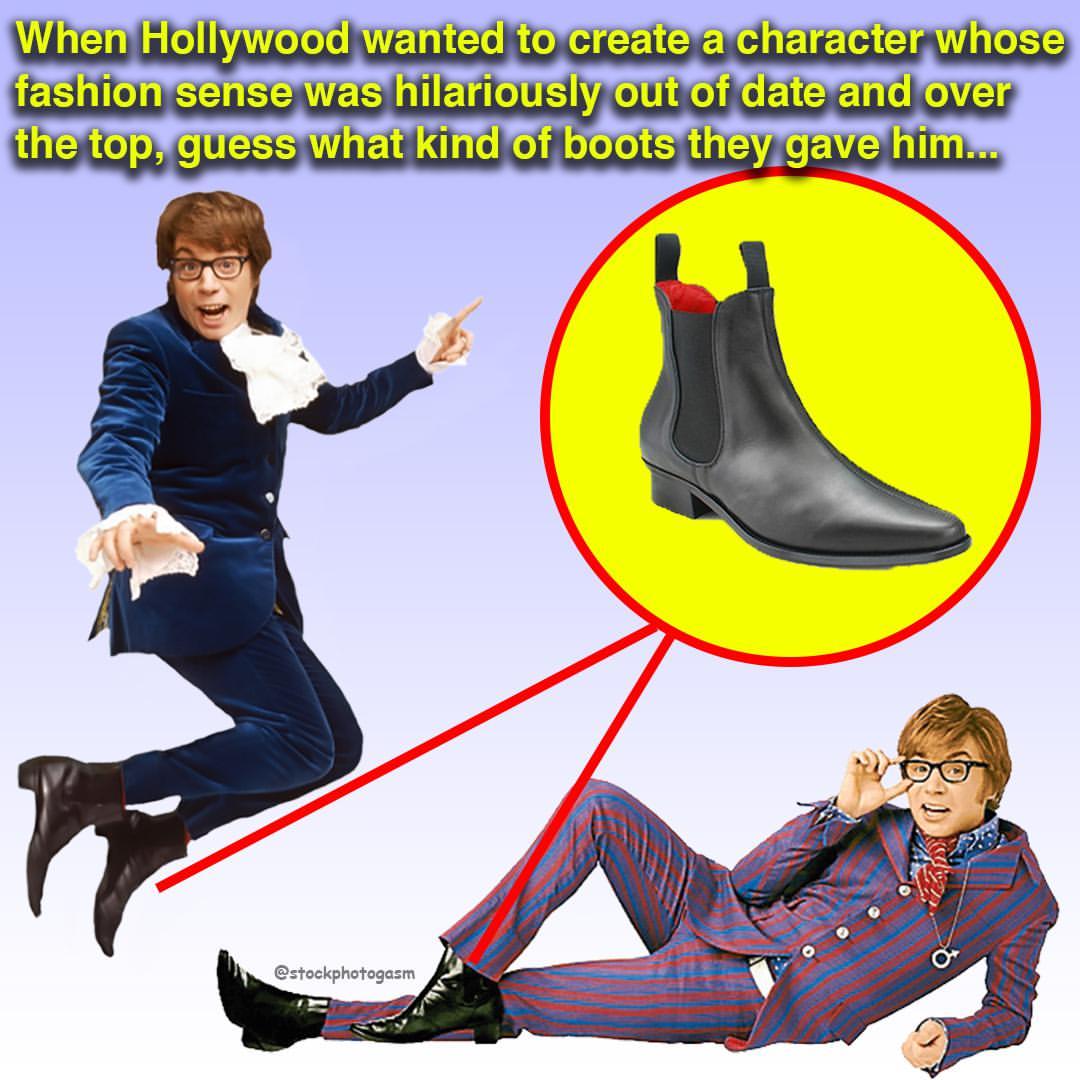 When Hollywood wanted to create a character whose
fashion sense was hilariously out of date and over
the top, guess what kind of boots they gave him...
@stockphotogasm